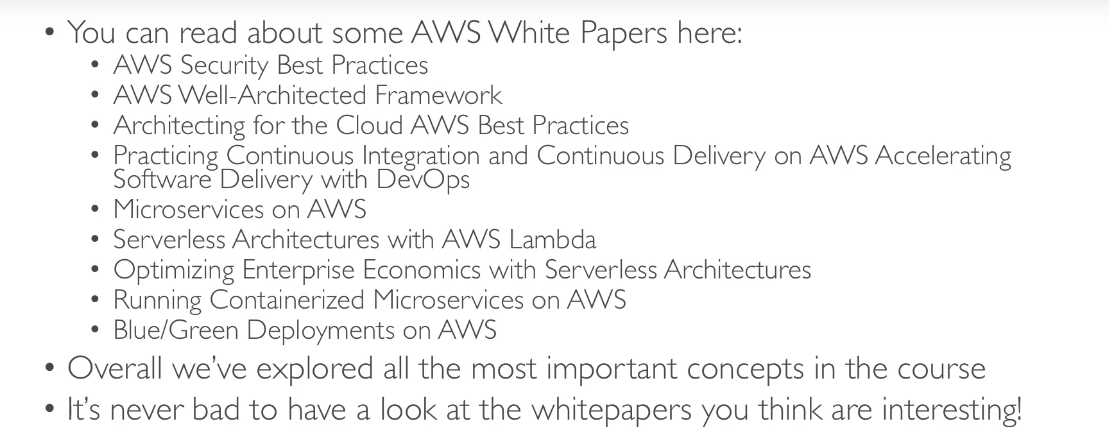 • You can read about some AWS White Papers here:
• AWS Security Best Practices
• AWS Well-Architected Framework
• Architecting for the Cloud AWS Best Practices
• Practicing Continuous Integration and Continuous Delivery on AWS Accelerating
Software Delivery with DevOps
• Microservices on AWS
• Serverless Architectures with AWS Lambda
• Optimizing Enterprise Economics with Serverless Architectures
• Running Containerized Microservices on AWS
• Blue/Green Deployments on AWS
• Overall we’ve explored all the most important concepts in the course
• It’s never bad to have a look at the whitepapers you think are interesting!